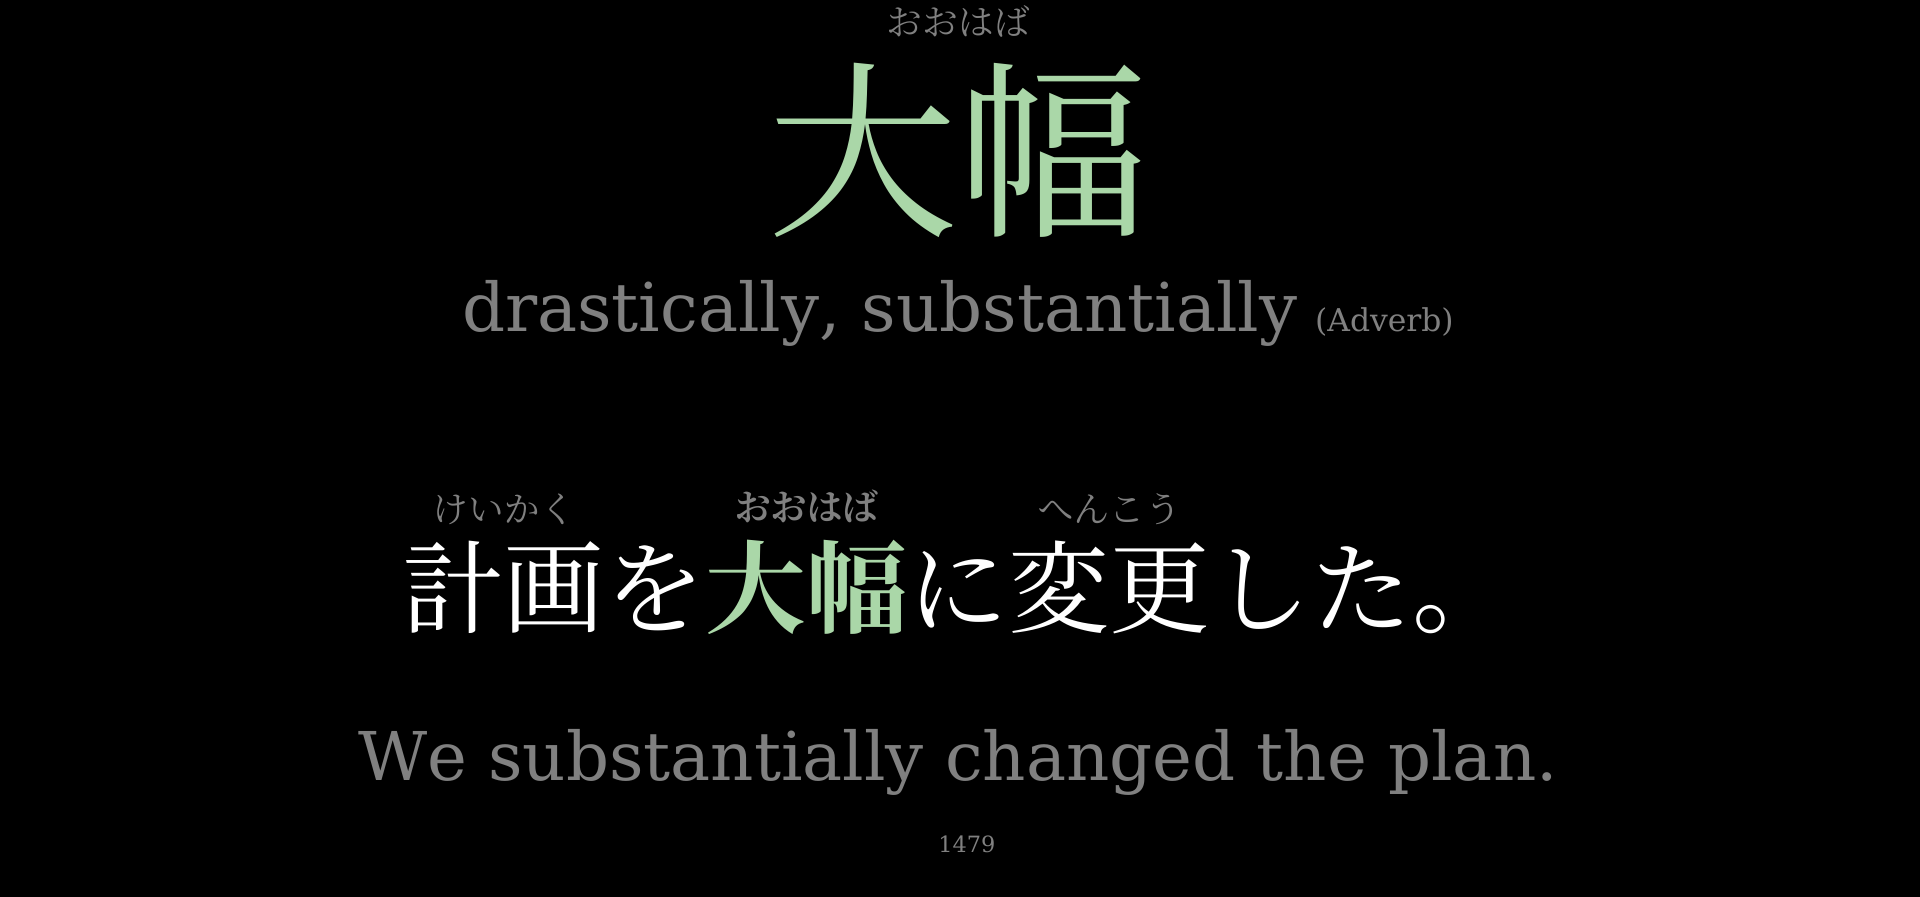 おおはば
大幅
drastically, substantially (Adverb)
けいかく おおはば へんこう
計画を大幅に変更した。
We substantially changed the plan.
1479